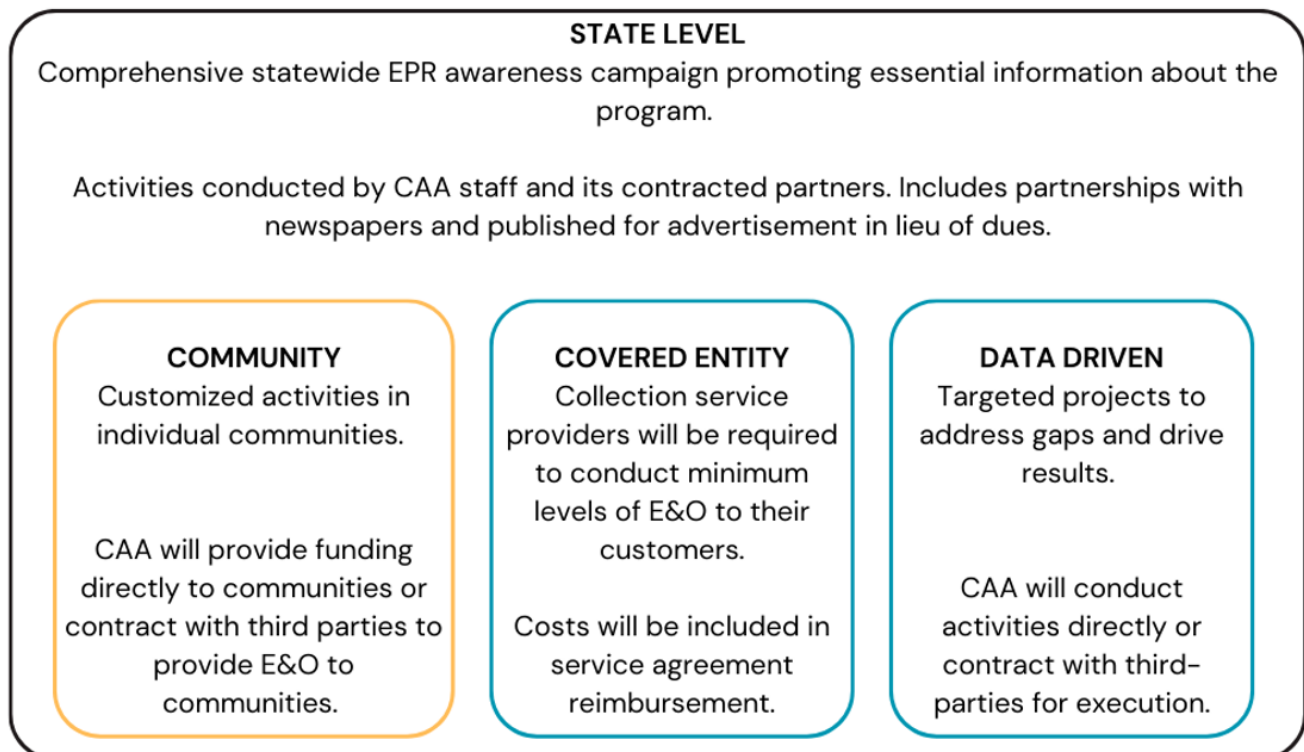 STATE LEVEL
Comprehensive statewide EPR awareness campaign promoting essential information about the
program.
Activities conducted by CAA staff and its contracted partners. Includes partnerships with
newspapers and published for advertisement in lieu of dues.
COMMUNITY
Customized activities in
individual communities.
CAA will provide funding
directly to communities or
contract with third parties to
provide E&O to
communities.
COVERED ENTITY
Collection service
providers will be required
to conduct minimum
levels of E&O to their
customers.
Costs will be included in
service agreement
reimbursement.
DATA DRIVEN
Targeted projects to
address gaps and drive
results.
CAA will conduct
activities directly or
contract with third-
parties for execution.